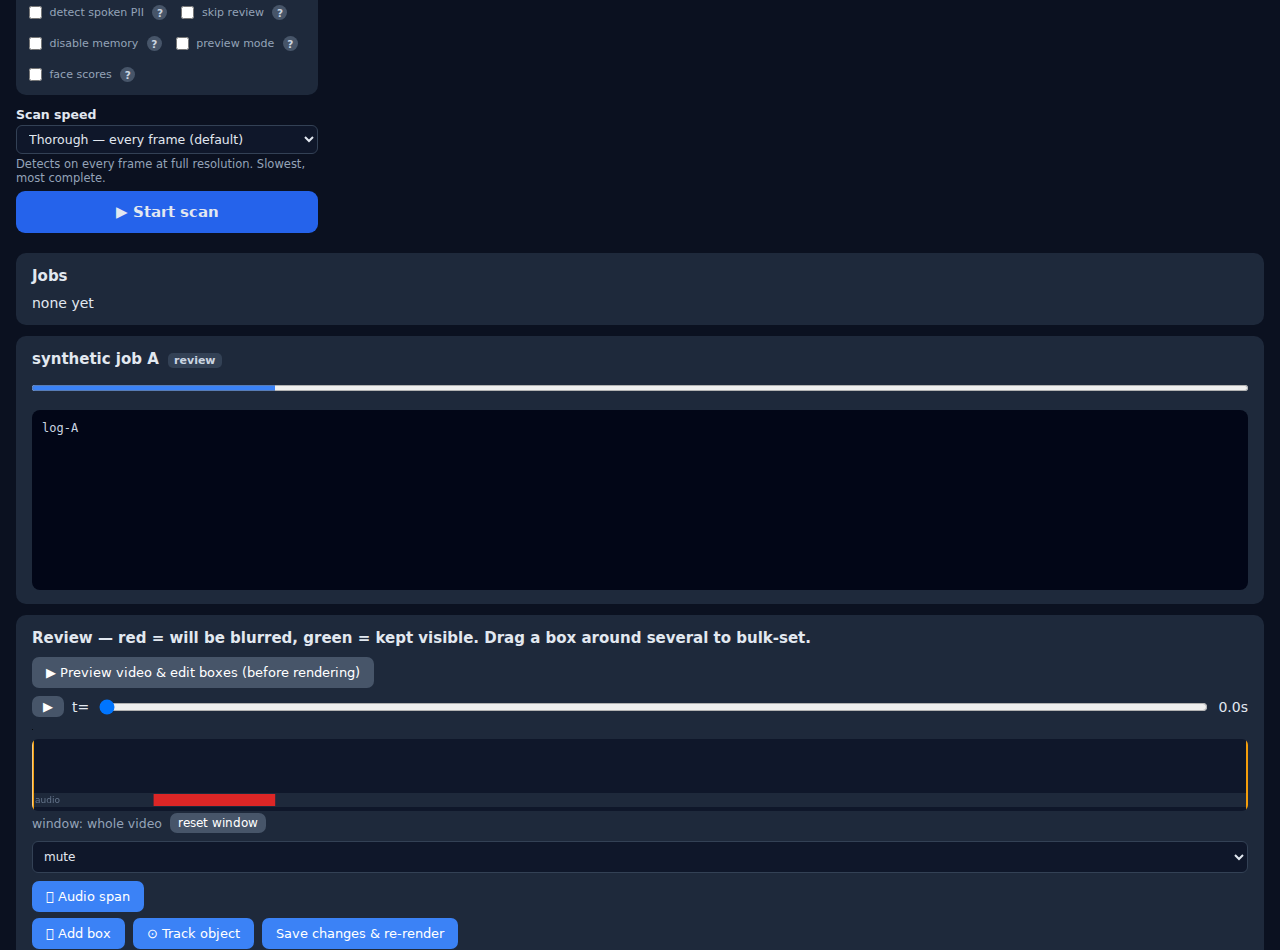 detect spoken PII ? skip review ?
disable memory ? preview mode ?
face scores ?
Scan speed
Thorough — every frame (default)
Detects on every frame at full resolution. Slowest,
most complete.
▶ Start scan
Jobs
none yet
synthetic job A review
log-A
Review — red = will be blurred, green = kept visible. Drag a box around several to bulk-set.
▶ Preview video & edit boxes (before rendering)
▶ t= 0.0s
audio
window: whole video reset window
mute
Audio span
Add box ⊙ Track object Save changes & re-render